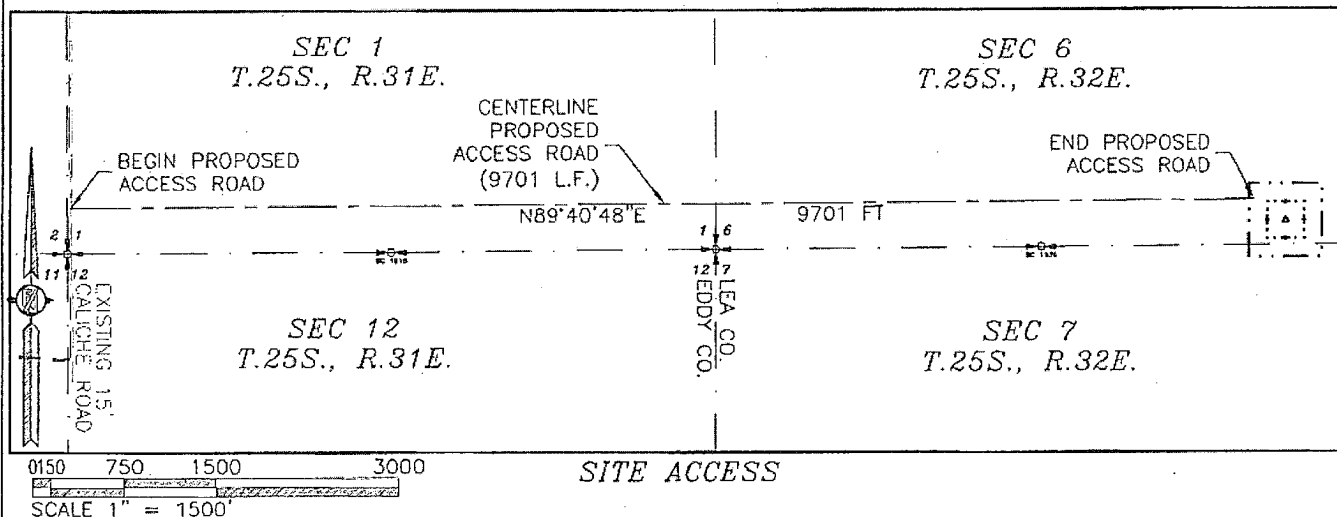 SEC 1
T.25S., R.31E.
SEC 6
T.25S., R.32E.
CENTERLINE
PROPOSED
ACCESS ROAD
(9701 L.F.)
BEGIN PROPOSED
ACCESS ROAD
END PROPOSED
ACCESS ROAD
N89°40'48"E
9701 FT
2 1
11 12
1 6
12 7
EXISTING 15'
CALICHE ROAD
LEA CO.
EDDY CO.
SEC 12
T.25S., R.31E.
SEC 7
T.25S., R.32E.
0150 750 1500 3000
SCALE 1" = 1500'
SITE ACCESS